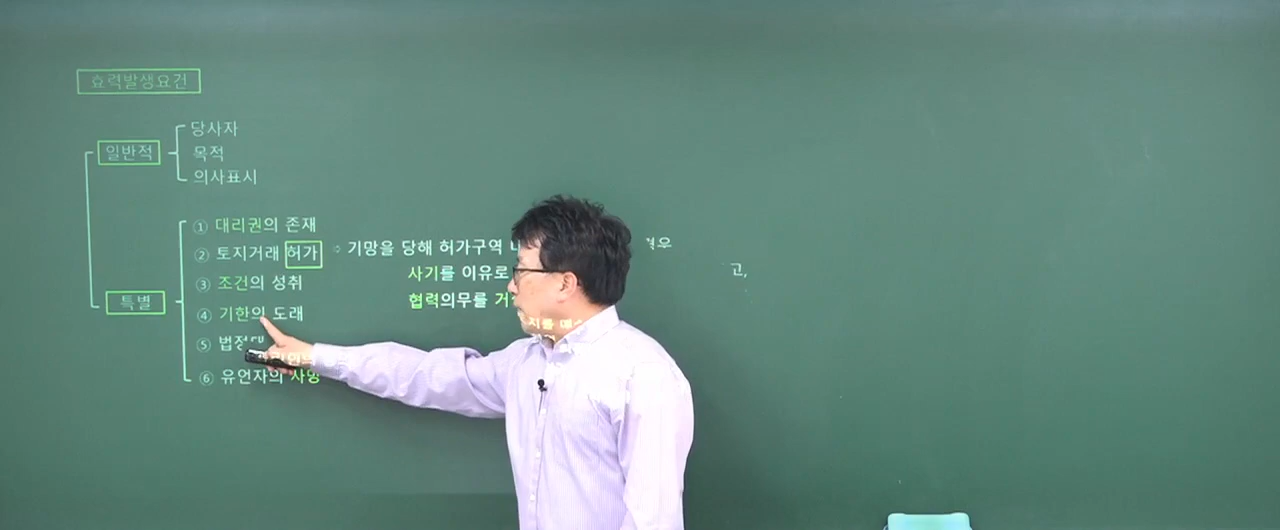 효력발생요건
일반적
당사자
목적
의사표시
특별
① 대리권의 존재
② 토지거래 허가 ⇨ 기망을 당해 허가구역 내 경우
사기를 이유로 고,
협력의무를 거
③ 조건의 성취
④ 기한의 도래
⑤ 법정
⑥ 유언자의 사망